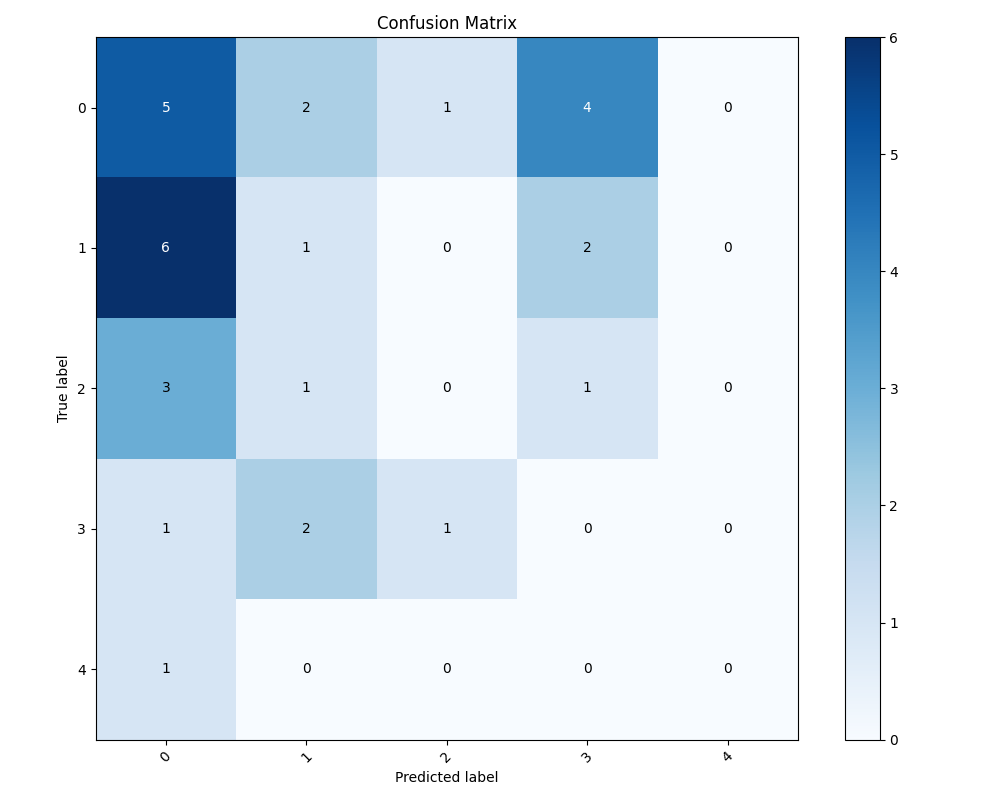 Confusion Matrix
True label
0 5 2 1 4 0
1 6 1 0 2 0
2 3 1 0 1 0
3 1 2 1 0 0
4 1 0 0 0 0
0 1 2 3 4
Predicted label
6
5
4
3
2
1
0